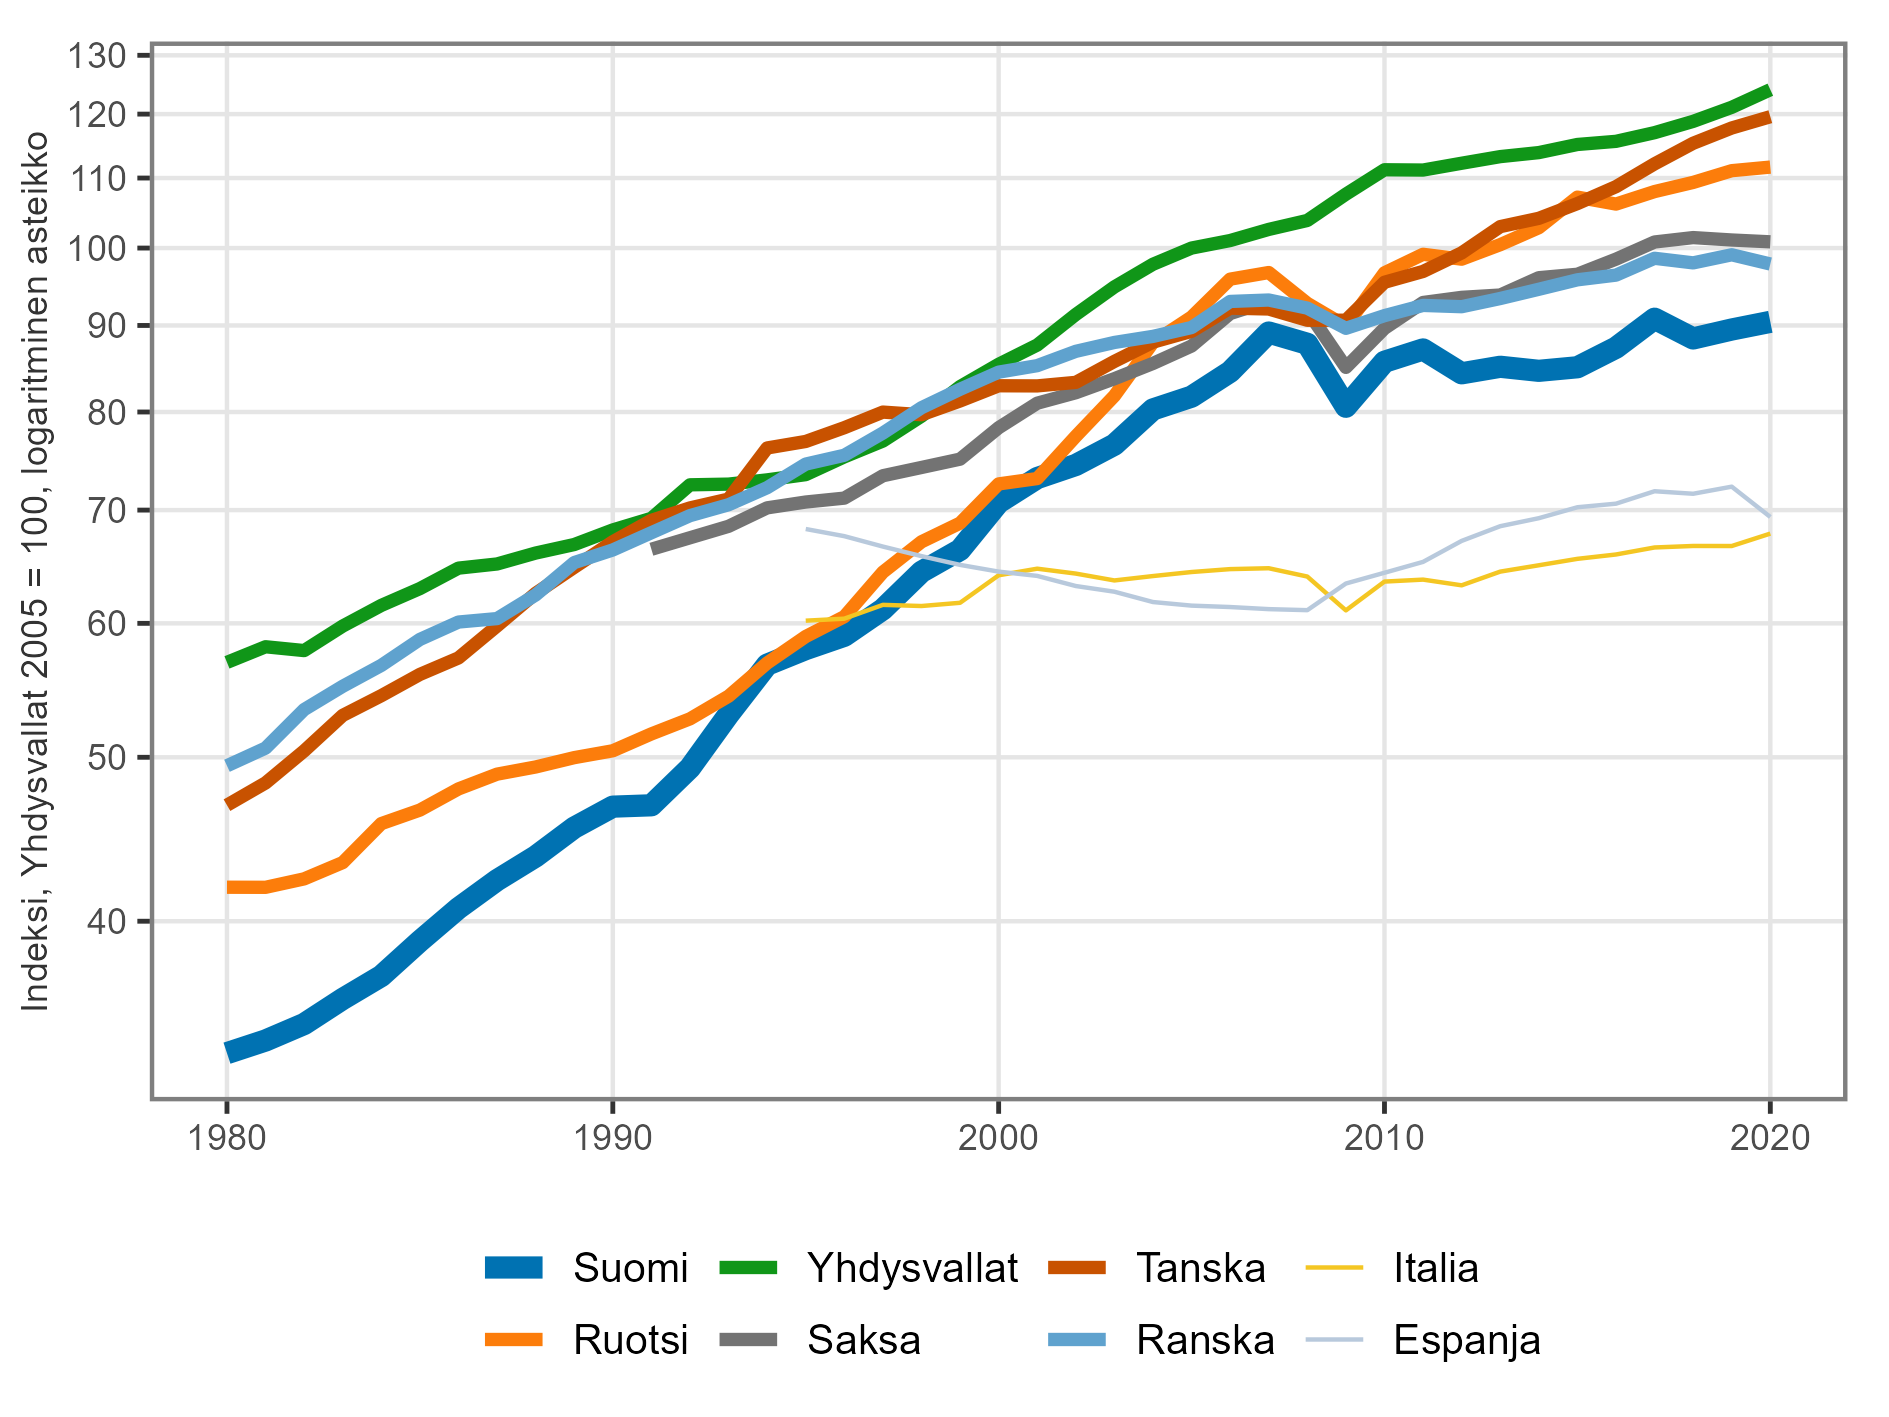 Indeksi, Yhdysvallat 2005 = 100, logaritminen asteikko
130
120
110
100
90
80
70
60
50
40
1980 1990 2000 2010 2020
Suomi Yhdysvallat Tanska Italia
Ruotsi Saksa Ranska Espanja